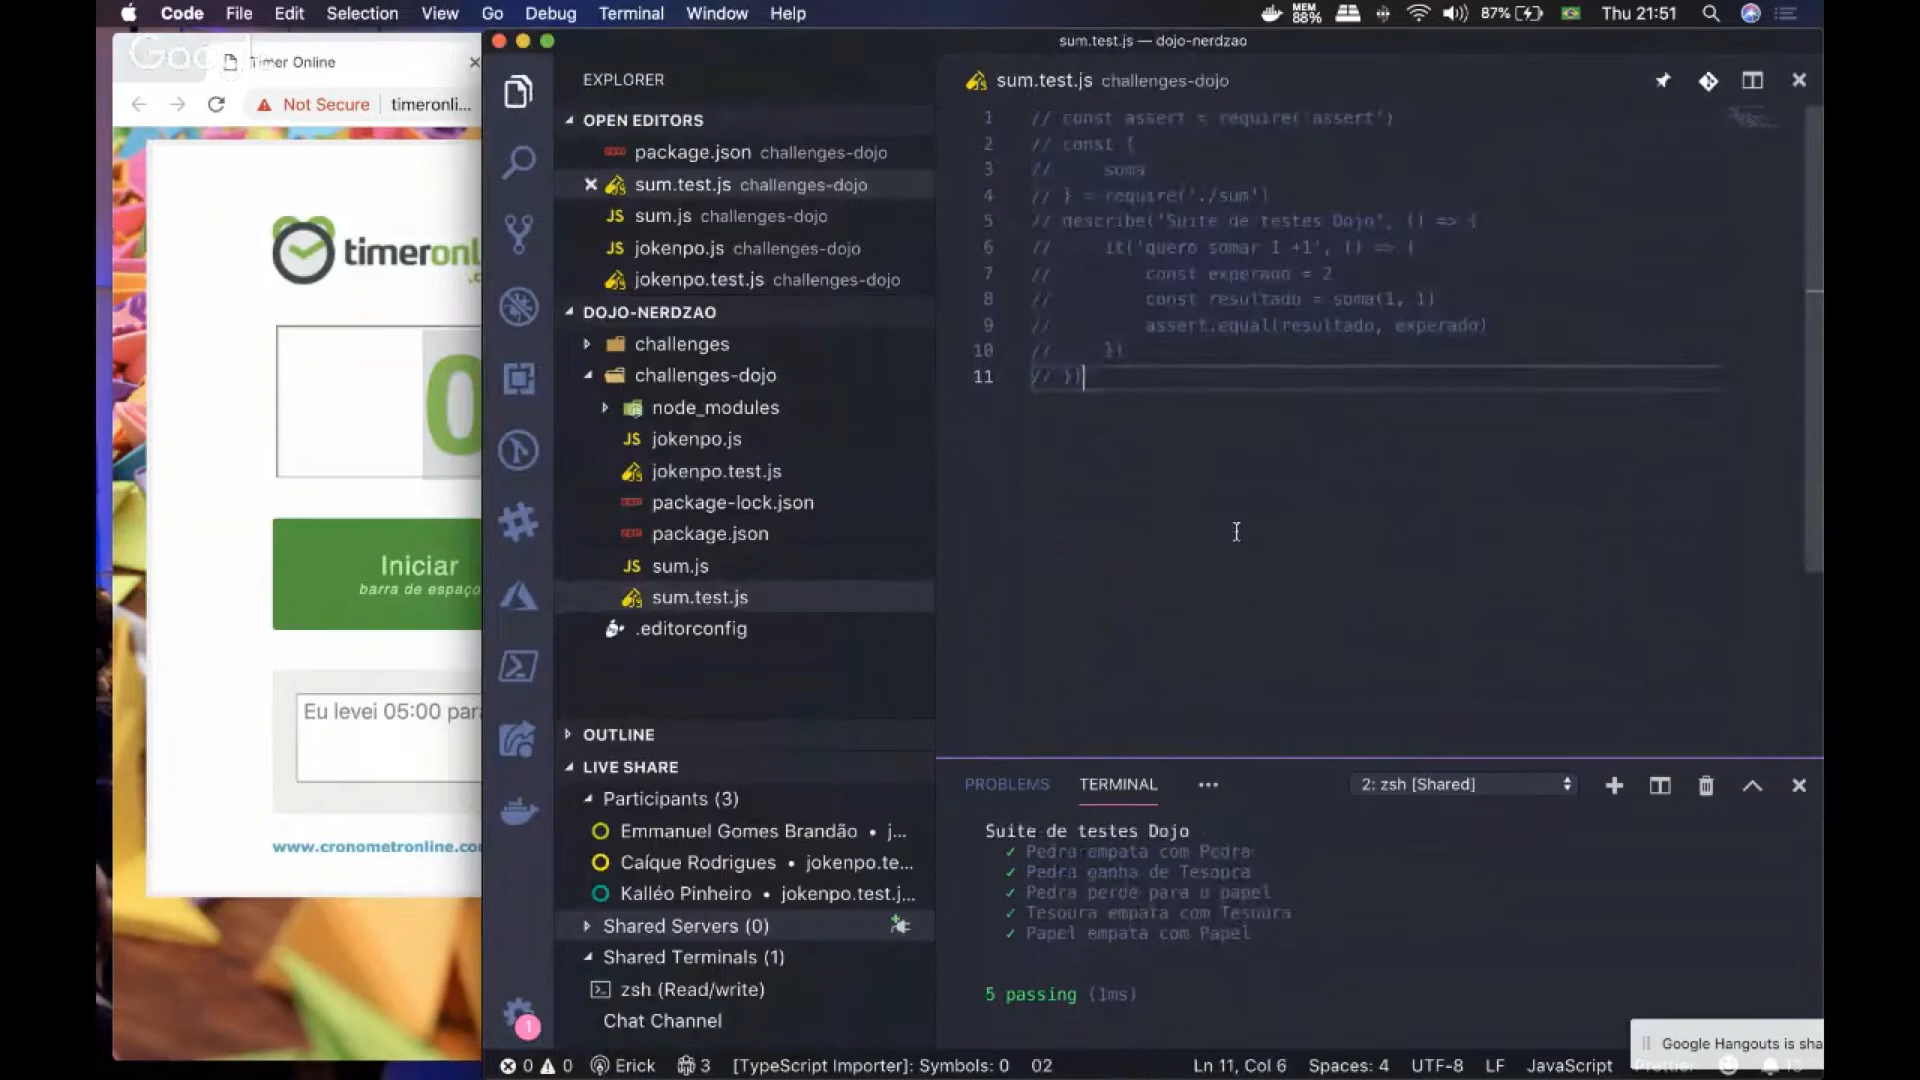 Code File Edit Selection View Go Debug Terminal Window Help MEM 88% 87% Thu 21:51
Google
Timer Online
Not Secure timeronli...
timeronl
0
Iniciar
barra de espaço
Eu levei 05:00 par
www.cronometronline.co
sum.test.js — dojo-nerdzao
EXPLORER
OPEN EDITORS
package.json challenges-dojo
sum.test.js challenges-dojo
JS sum.js challenges-dojo
JS jokenpo.js challenges-dojo
jokenpo.test.js challenges-dojo
DOJO-NERDZAO
challenges
challenges-dojo
node_modules
JS jokenpo.js
jokenpo.test.js
package-lock.json
package.json
JS sum.js
sum.test.js
.editorconfig
OUTLINE
LIVE SHARE
Participants (3)
Emmanuel Gomes Brandão • j...
Caíque Rodrigues • jokenpo.te...
Kalléo Pinheiro • jokenpo.test.j...
Shared Servers (0)
Shared Terminals (1)
zsh (Read/write)
Chat Channel
1
sum.test.js challenges-dojo
1 // const assert = require('assert')
2 // const {
3 // soma
4 // } = require('./sum')
5 // describe('Suite de testes Dojo', () => {
6 // it('quero somar 1 +1', () => {
7 // const experado = 2
8 // const resultado = soma(1, 1)
9 // assert.equal(resultado, experado)
10 // })
11 // })
PROBLEMS TERMINAL ••• 2: zsh [Shared]
Suite de testes Dojo
✓ Pedra empata com Pedra
✓ Pedra ganha de Tesoura
✓ Pedra perde para o papel
✓ Tesoura empata com Tesoura
✓ Papel empata com Papel
5 passing (1ms)
Google Hangouts is sha
0 0 Erick 3 [TypeScript Importer]: Symbols: 0 02 Ln 11, Col 6 Spaces: 4 UTF-8 LF JavaScript